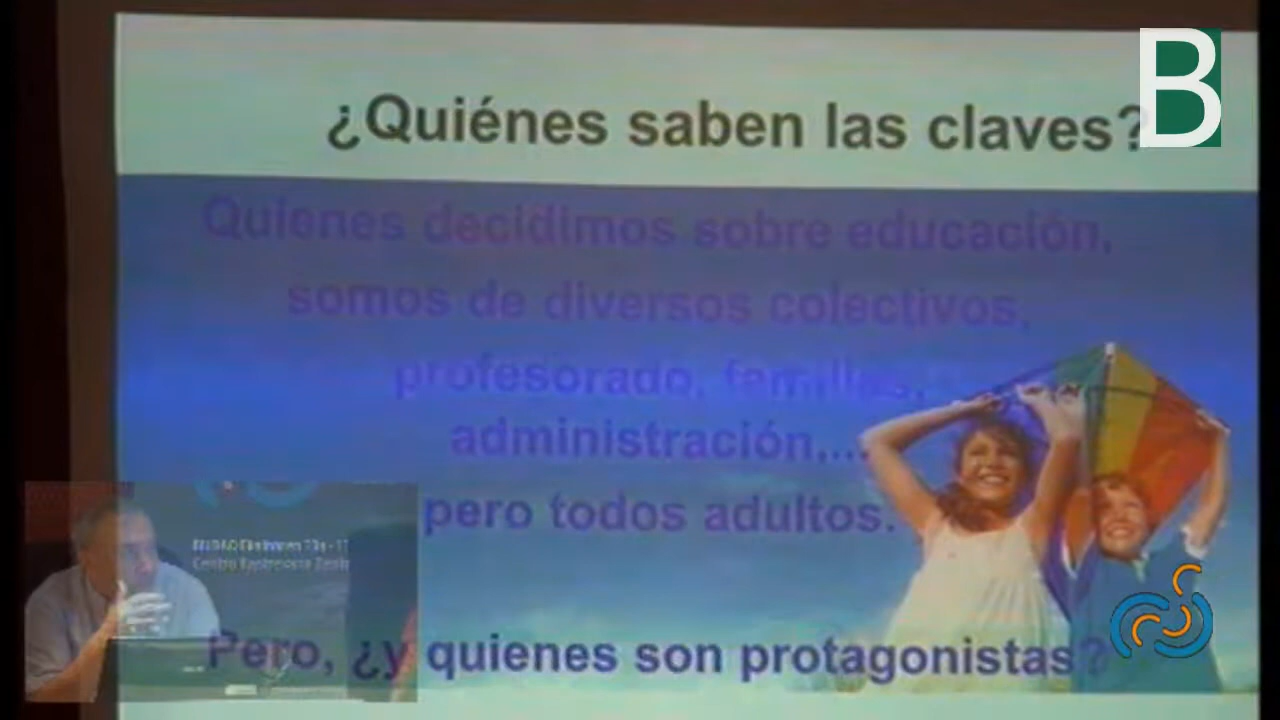 B
¿Quiénes saben las claves?
Quienes decidimos sobre educación,
somos de diversos colectivos,
profesorado, familias,
administración,...
pero todos adultos.
Pero, ¿y quienes son protagonistas?